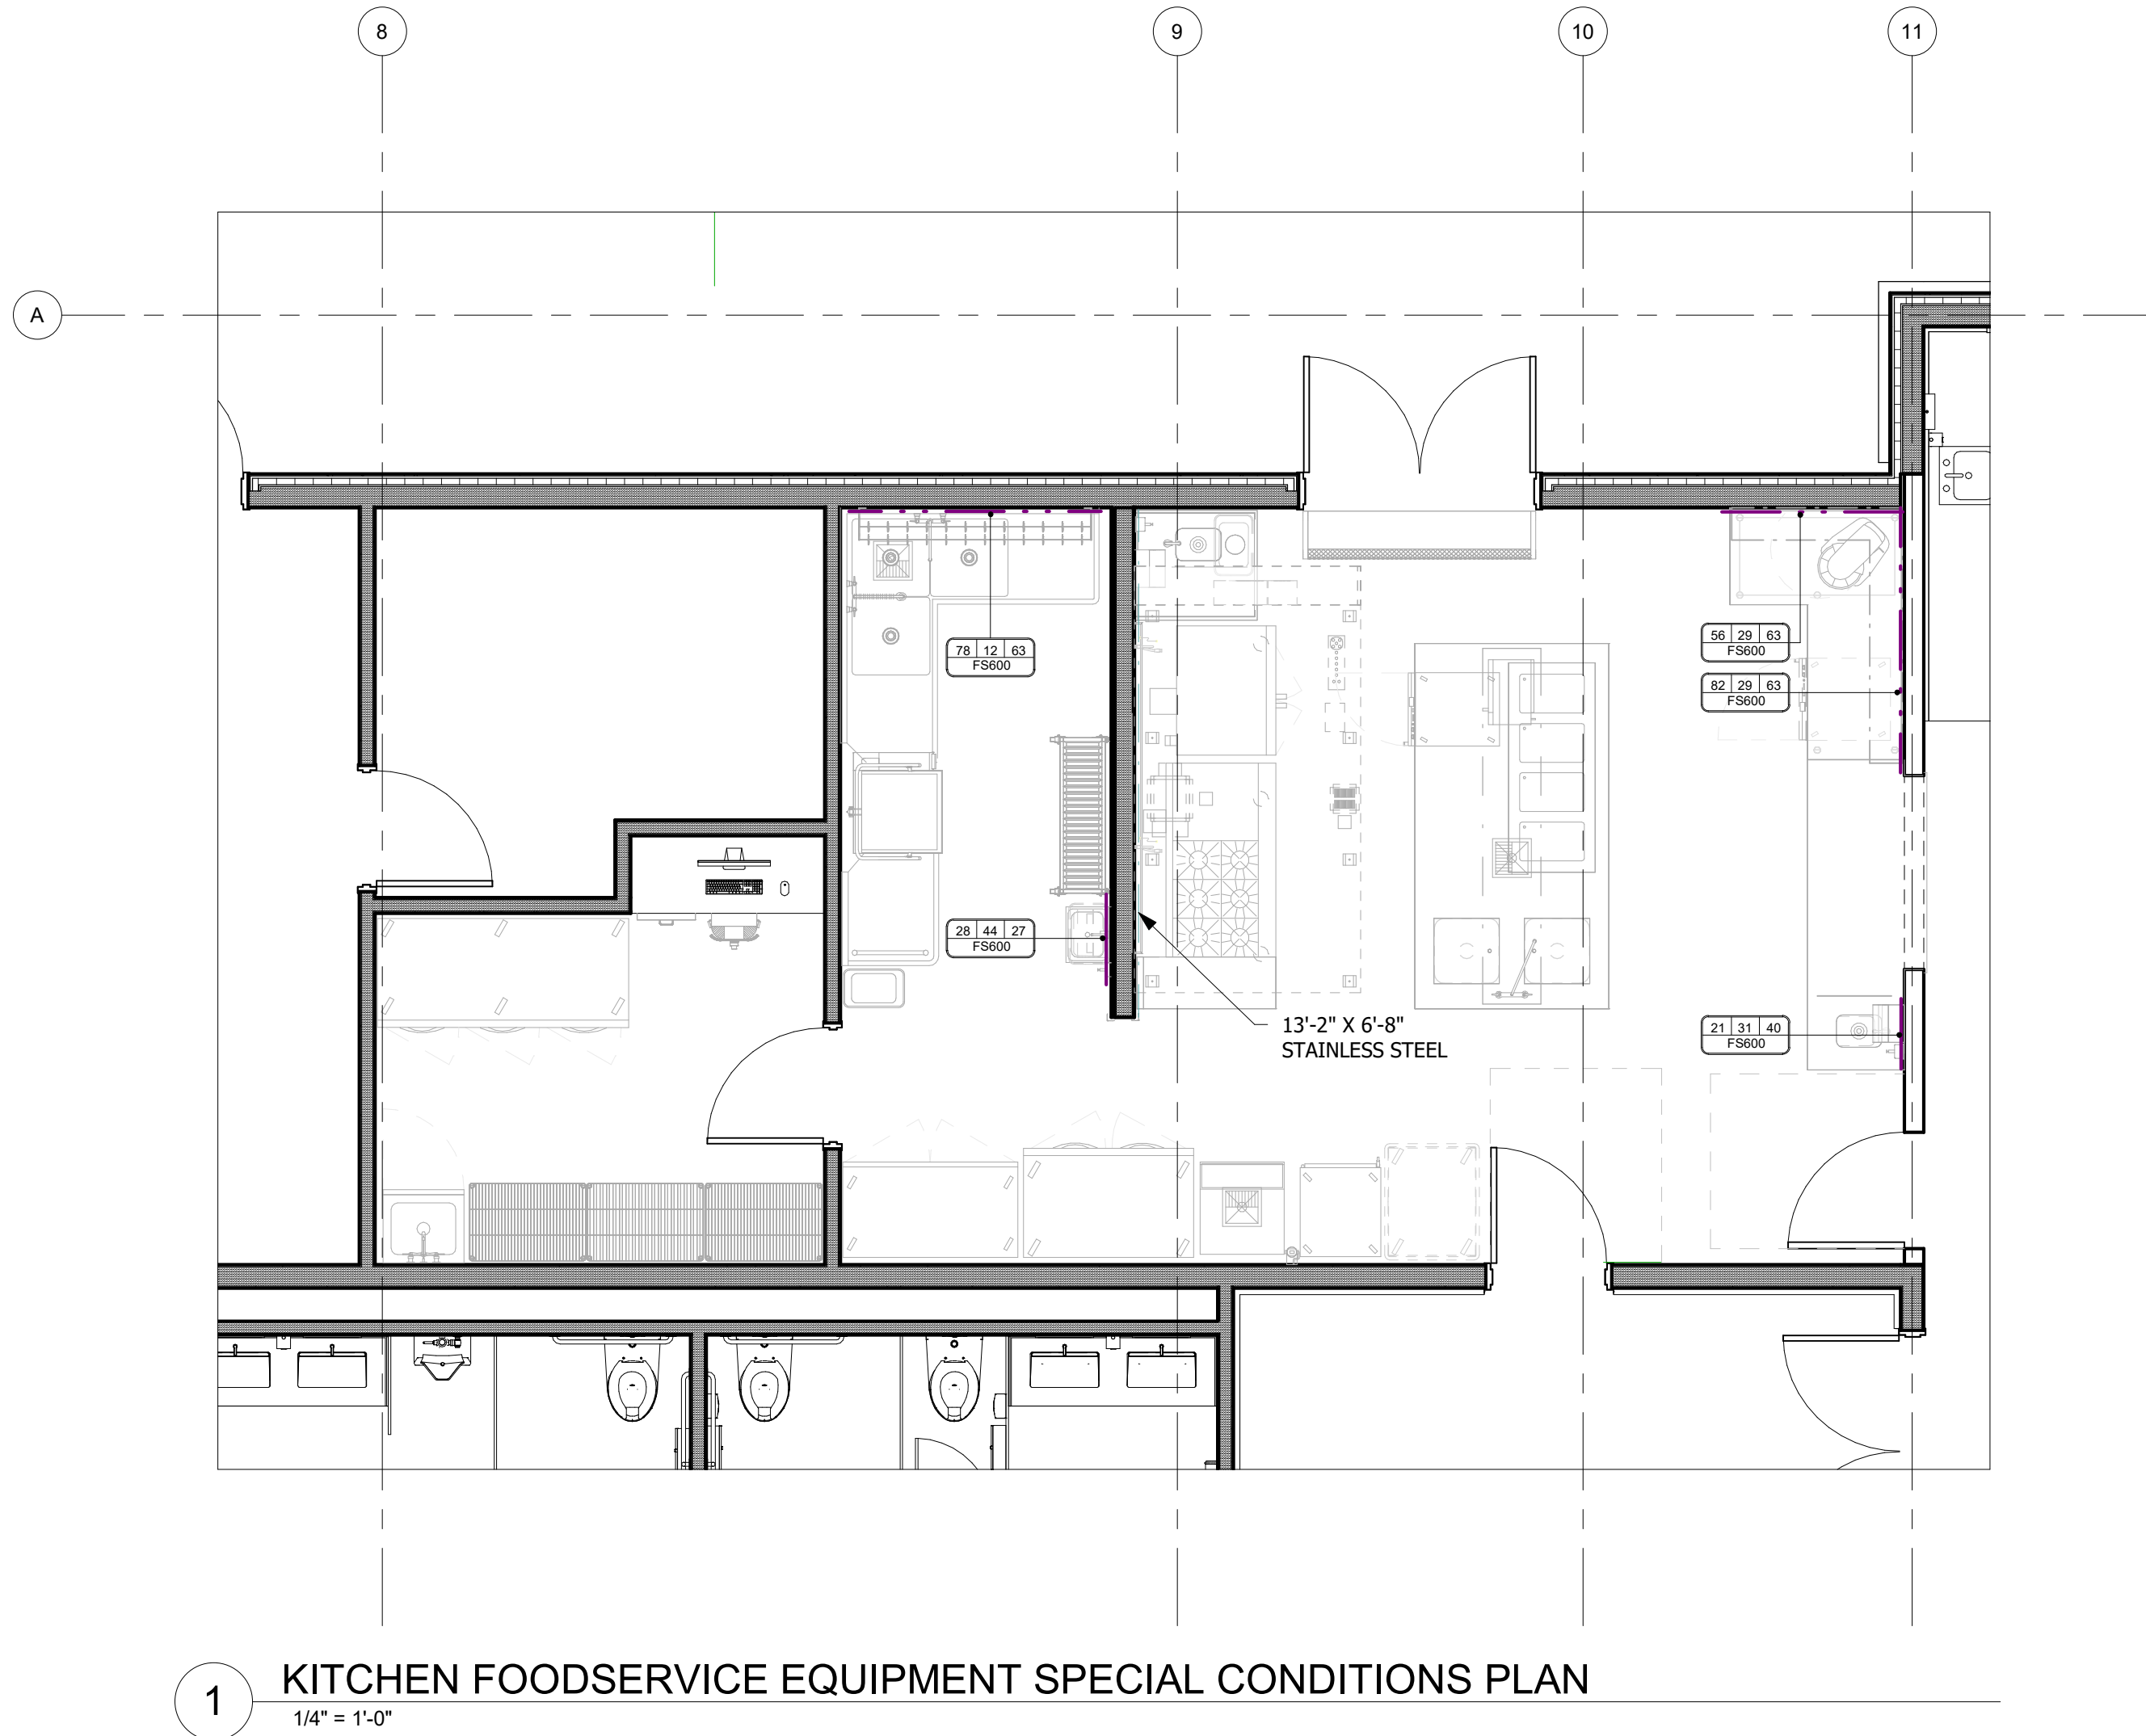 8
9
10
11
A
78 12 63
FS600
56 29 63
FS600
82 29 63
FS600
28 44 27
FS600
13'-2" X 6'-8"
STAINLESS STEEL
21 31 40
FS600
1
KITCHEN FOODSERVICE EQUIPMENT SPECIAL CONDITIONS PLAN
1/4" = 1'-0"